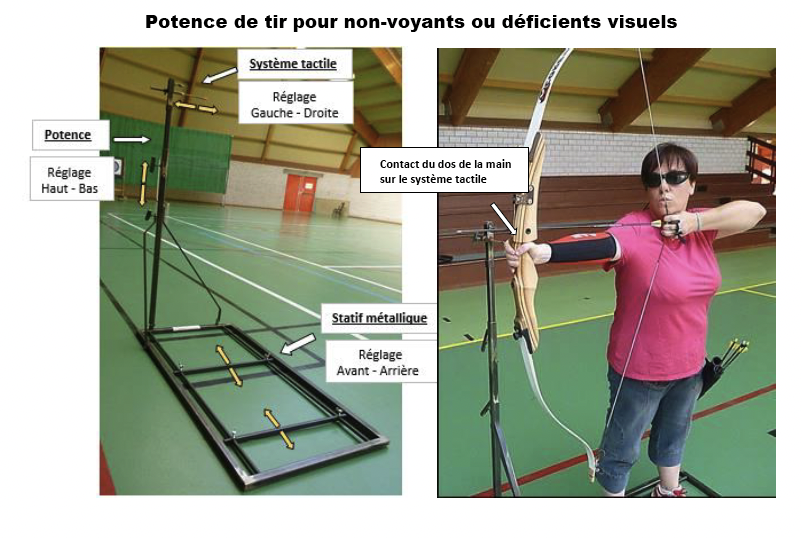 Potence de tir pour non-voyants ou déficients visuels
Système tactile
Réglage
Gauche - Droite
Potence
Réglage
Haut - Bas
Contact du dos de la main
sur le système tactile
Statif métallique
Réglage
Avant - Arrière